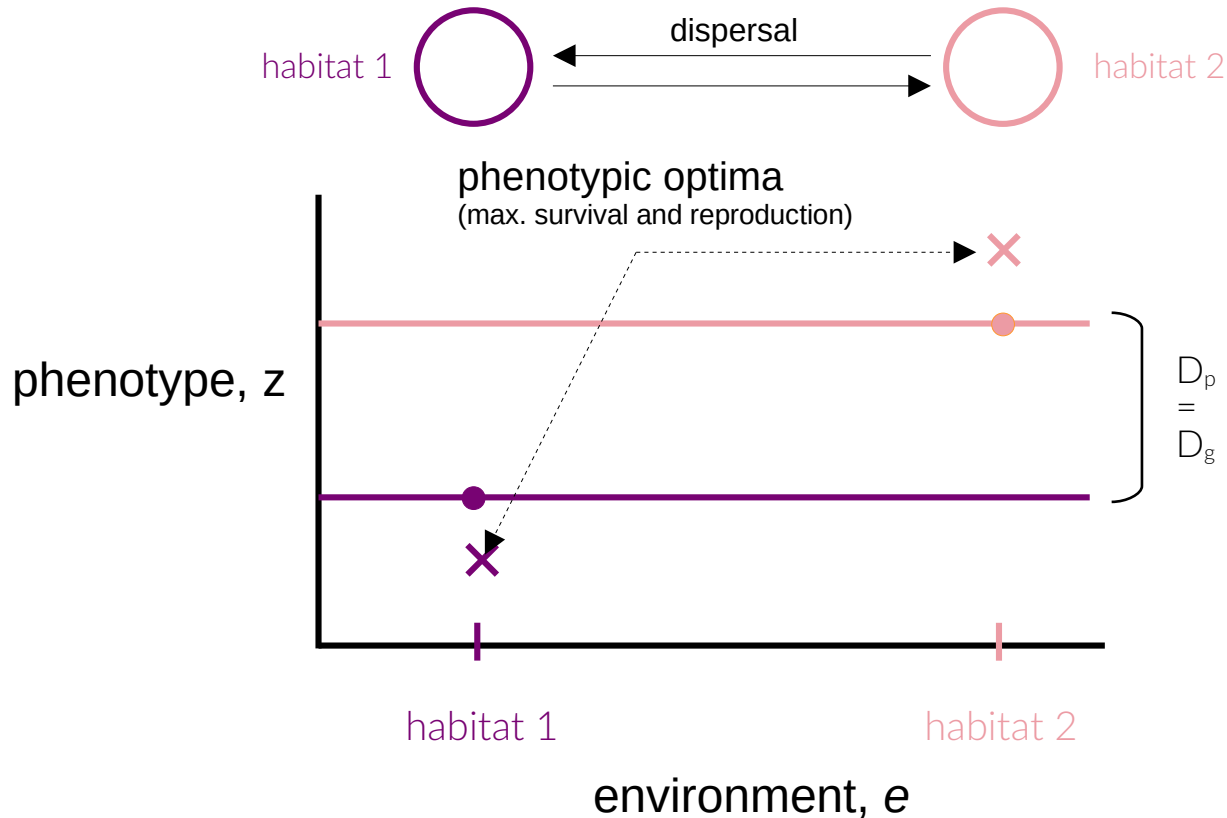 dispersal
habitat 1
habitat 2
phenotypic optima
(max. survival and reproduction)
phenotype, z
Dp
=
Dg
habitat 1
habitat 2
environment, e